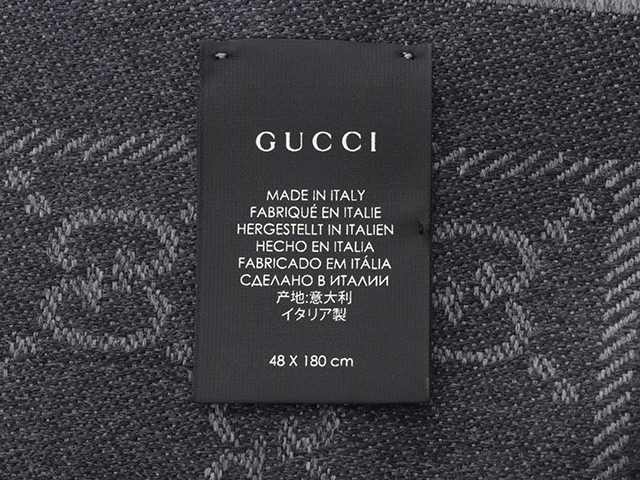 GUCCI
MADE IN ITALY
FABRIQUÉ EN ITALIE
HERGESTELLT IN ITALIEN
HECHO EN ITALIA
FABRICADO EM ITÁLIA
СДЕЛАНО В ИТАЛИИ
产地:意大利
イタリア製
48 X 180 cm